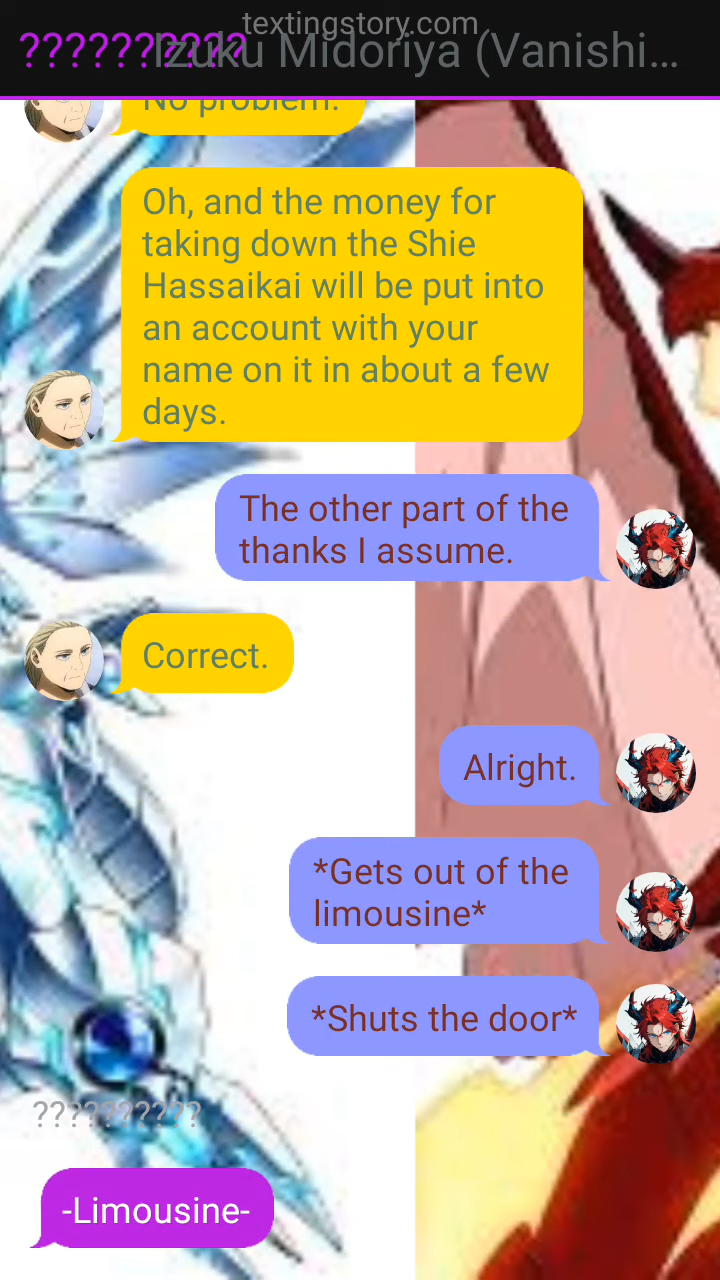 textingstory.com
??????????
Izuku Midoriya (Vanishi...
No problem.
Oh, and the money for
taking down the Shie
Hassaikai will be put into
an account with your
name on it in about a few
days.
The other part of the
thanks I assume.
Correct.
Alright.
*Gets out of the
limousine*
*Shuts the door*
??????????
-Limousine-